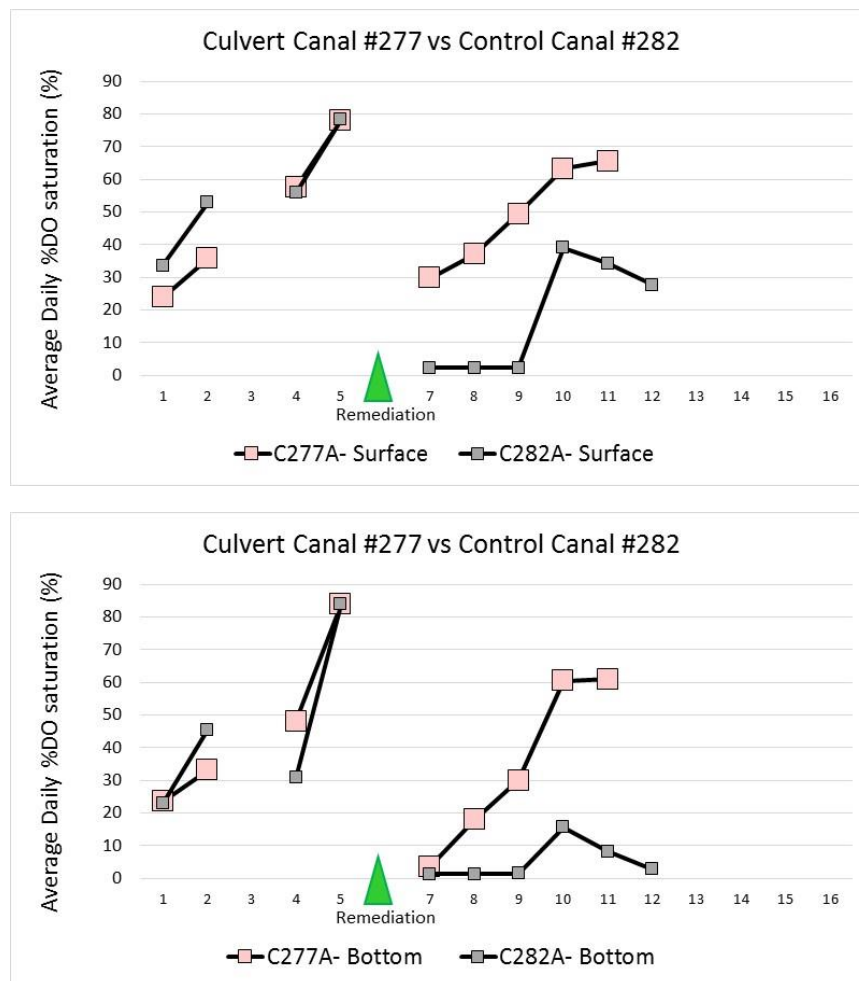 Culvert Canal #277 vs Control Canal #282
Average Daily %DO saturation (%)
90
80
70
60
50
40
30
20
10
0
1 2 3 4 5 7 8 9 10 11 12 13 14 15 16
Remediation
C277A- Surface C282A- Surface
Culvert Canal #277 vs Control Canal #282
Average Daily %DO saturation (%)
90
80
70
60
50
40
30
20
10
0
1 2 3 4 5 7 8 9 10 11 12 13 14 15 16
Remediation
C277A- Bottom C282A- Bottom